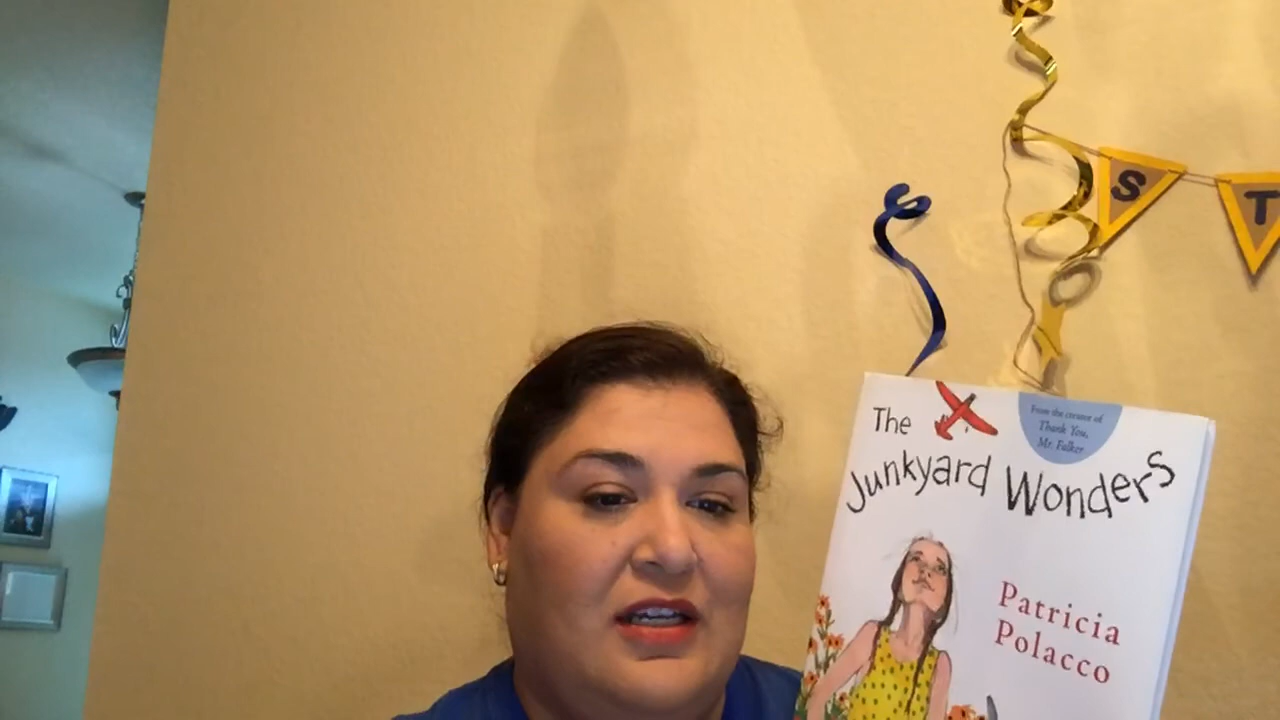 S T
The
From the creator of
Thank You,
Mr. Falker
Junkyard Wonders
Patricia
Polacco